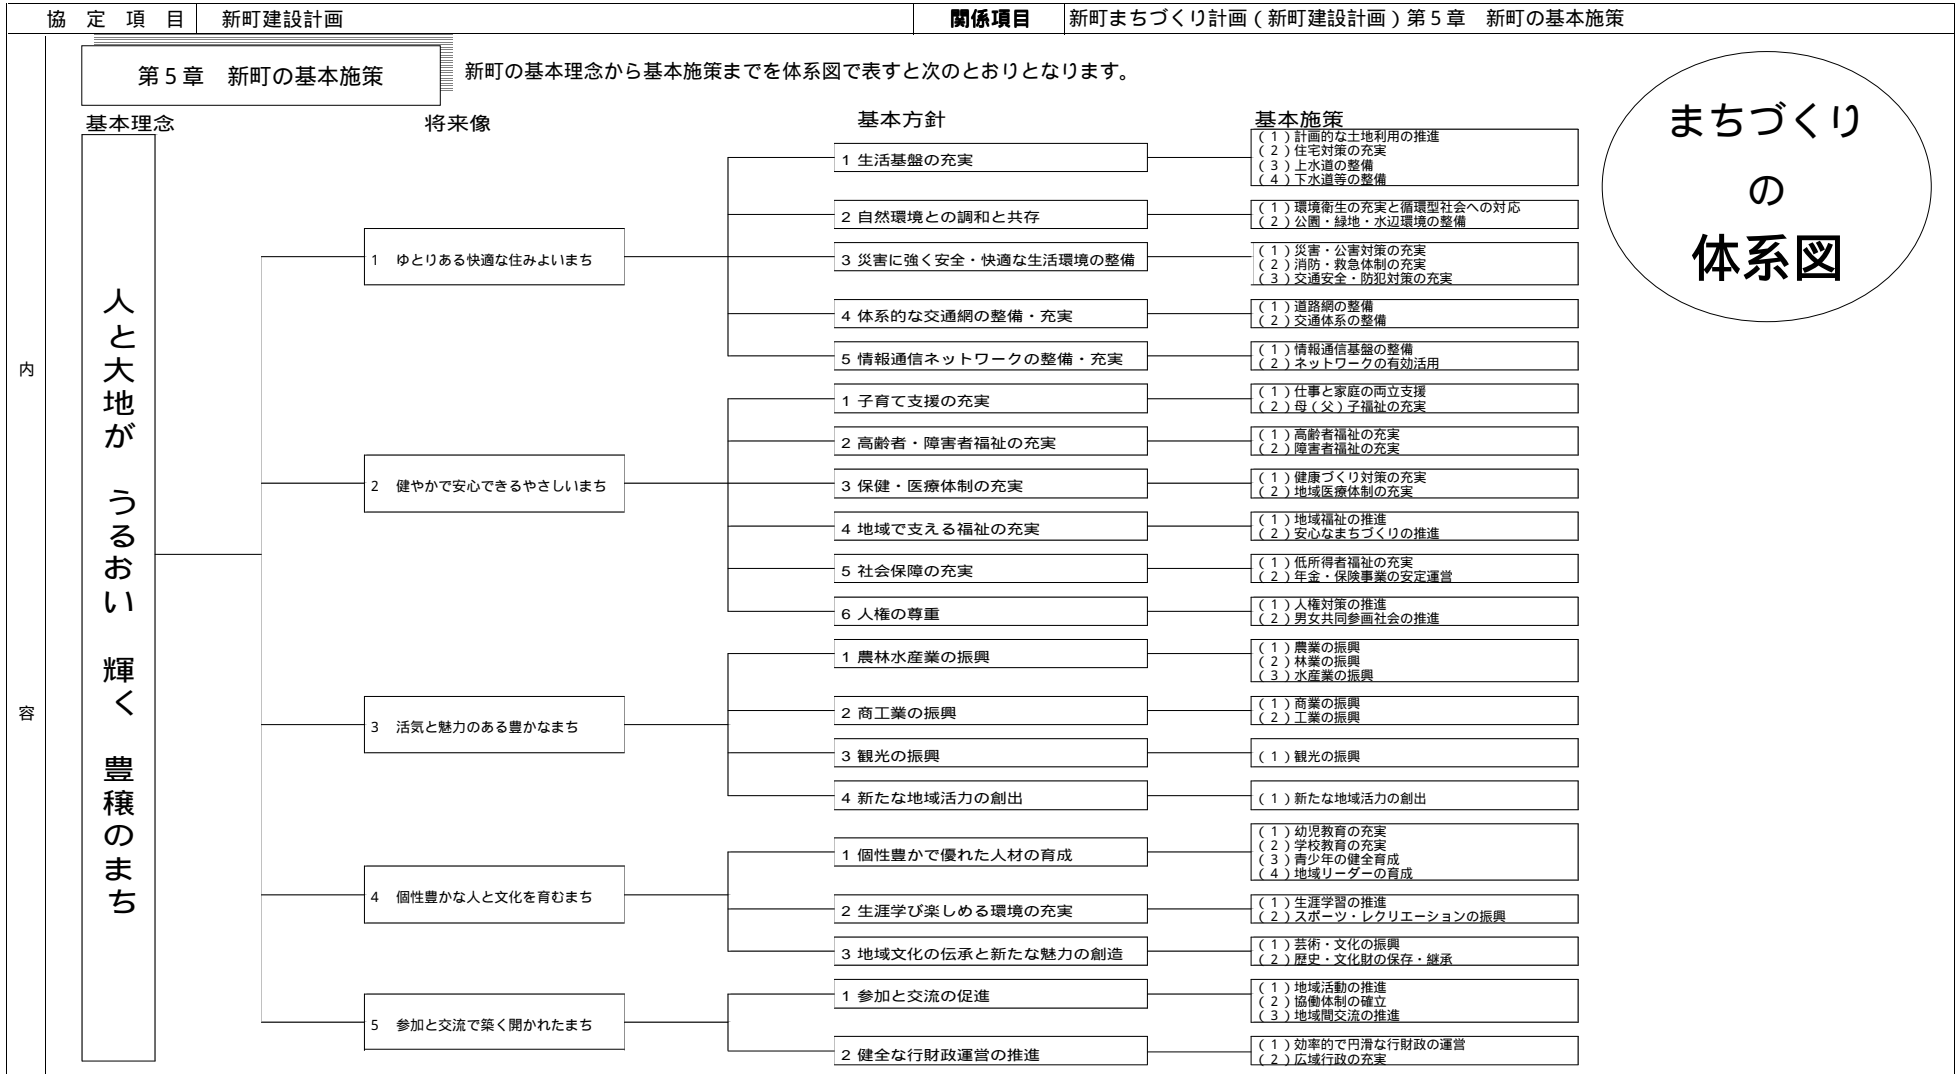 協定項目 新町建設計画 関係項目 新町まちづくり計画(新町建設計画)第5章 新町の基本施策
第5章 新町の基本施策
新町の基本理念から基本施策までを体系図で表すと次のとおりとなります。
まちづくり
の
体系図
内
容
基本理念 将来像 基本方針 基本施策
人と大地が うるおい 輝く 豊穣のまち
1 ゆとりある快適な住みよいまち
1 生活基盤の充実
(1)計画的な土地利用の推進
(2)住宅対策の充実
(3)上水道の整備
(4)下水道等の整備
2 自然環境との調和と共存
(1)環境衛生の充実と循環型社会への対応
(2)公園・緑地・水辺環境の整備
3 災害に強く安全・快適な生活環境の整備
(1)災害・公害対策の充実
(2)消防・救急体制の充実
(3)交通安全・防犯対策の充実
4 体系的な交通網の整備・充実
(1)道路網の整備
(2)交通体系の整備
5 情報通信ネットワークの整備・充実
(1)情報通信基盤の整備
(2)ネットワークの有効活用
2 健やかで安心できるやさしいまち
1 子育て支援の充実
(1)仕事と家庭の両立支援
(2)母(父)子福祉の充実
2 高齢者・障害者福祉の充実
(1)高齢者福祉の充実
(2)障害者福祉の充実
3 保健・医療体制の充実
(1)健康づくり対策の充実
(2)地域医療体制の充実
4 地域で支える福祉の充実
(1)地域福祉の推進
(2)安心なまちづくりの推進
5 社会保障の充実
(1)低所得者福祉の充実
(2)年金・保険事業の安定運営
6 人権の尊重
(1)人権対策の推進
(2)男女共同参画社会の推進
3 活気と魅力のある豊かなまち
1 農林水産業の振興
(1)農業の振興
(2)林業の振興
(3)水産業の振興
2 商工業の振興
(1)商業の振興
(2)工業の振興
3 観光の振興
(1)観光の振興
4 新たな地域活力の創出
(1)新たな地域活力の創出
4 個性豊かな人と文化を育むまち
1 個性豊かで優れた人材の育成
(1)幼児教育の充実
(2)学校教育の充実
(3)青少年の健全育成
(4)地域リーダーの育成
2 生涯学び楽しめる環境の充実
(1)生涯学習の推進
(2)スポーツ・レクリエーションの振興
3 地域文化の伝承と新たな魅力の創造
(1)芸術・文化の振興
(2)歴史・文化財の保存・継承
5 参加と交流で築く開かれたまち
1 参加と交流の促進
(1)地域活動の推進
(2)協働体制の確立
(3)地域間交流の推進
2 健全な行財政運営の推進
(1)効率的で円滑な行財政の運営
(2)広域行政の充実